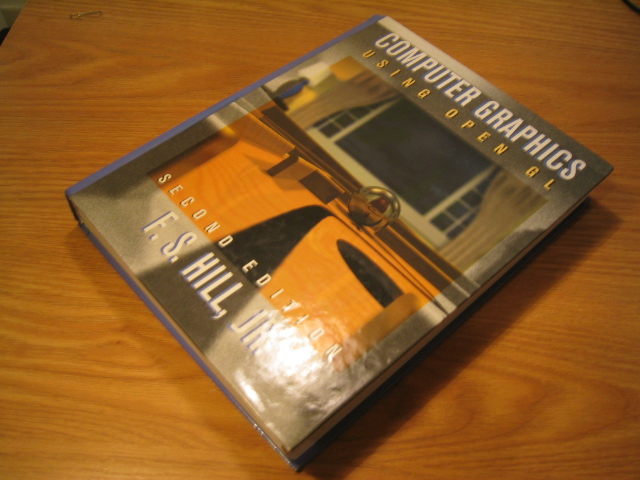 COMPUTER GRAPHICS
USING OPEN GL
SECOND EDITION
F. S. HILL, JR.